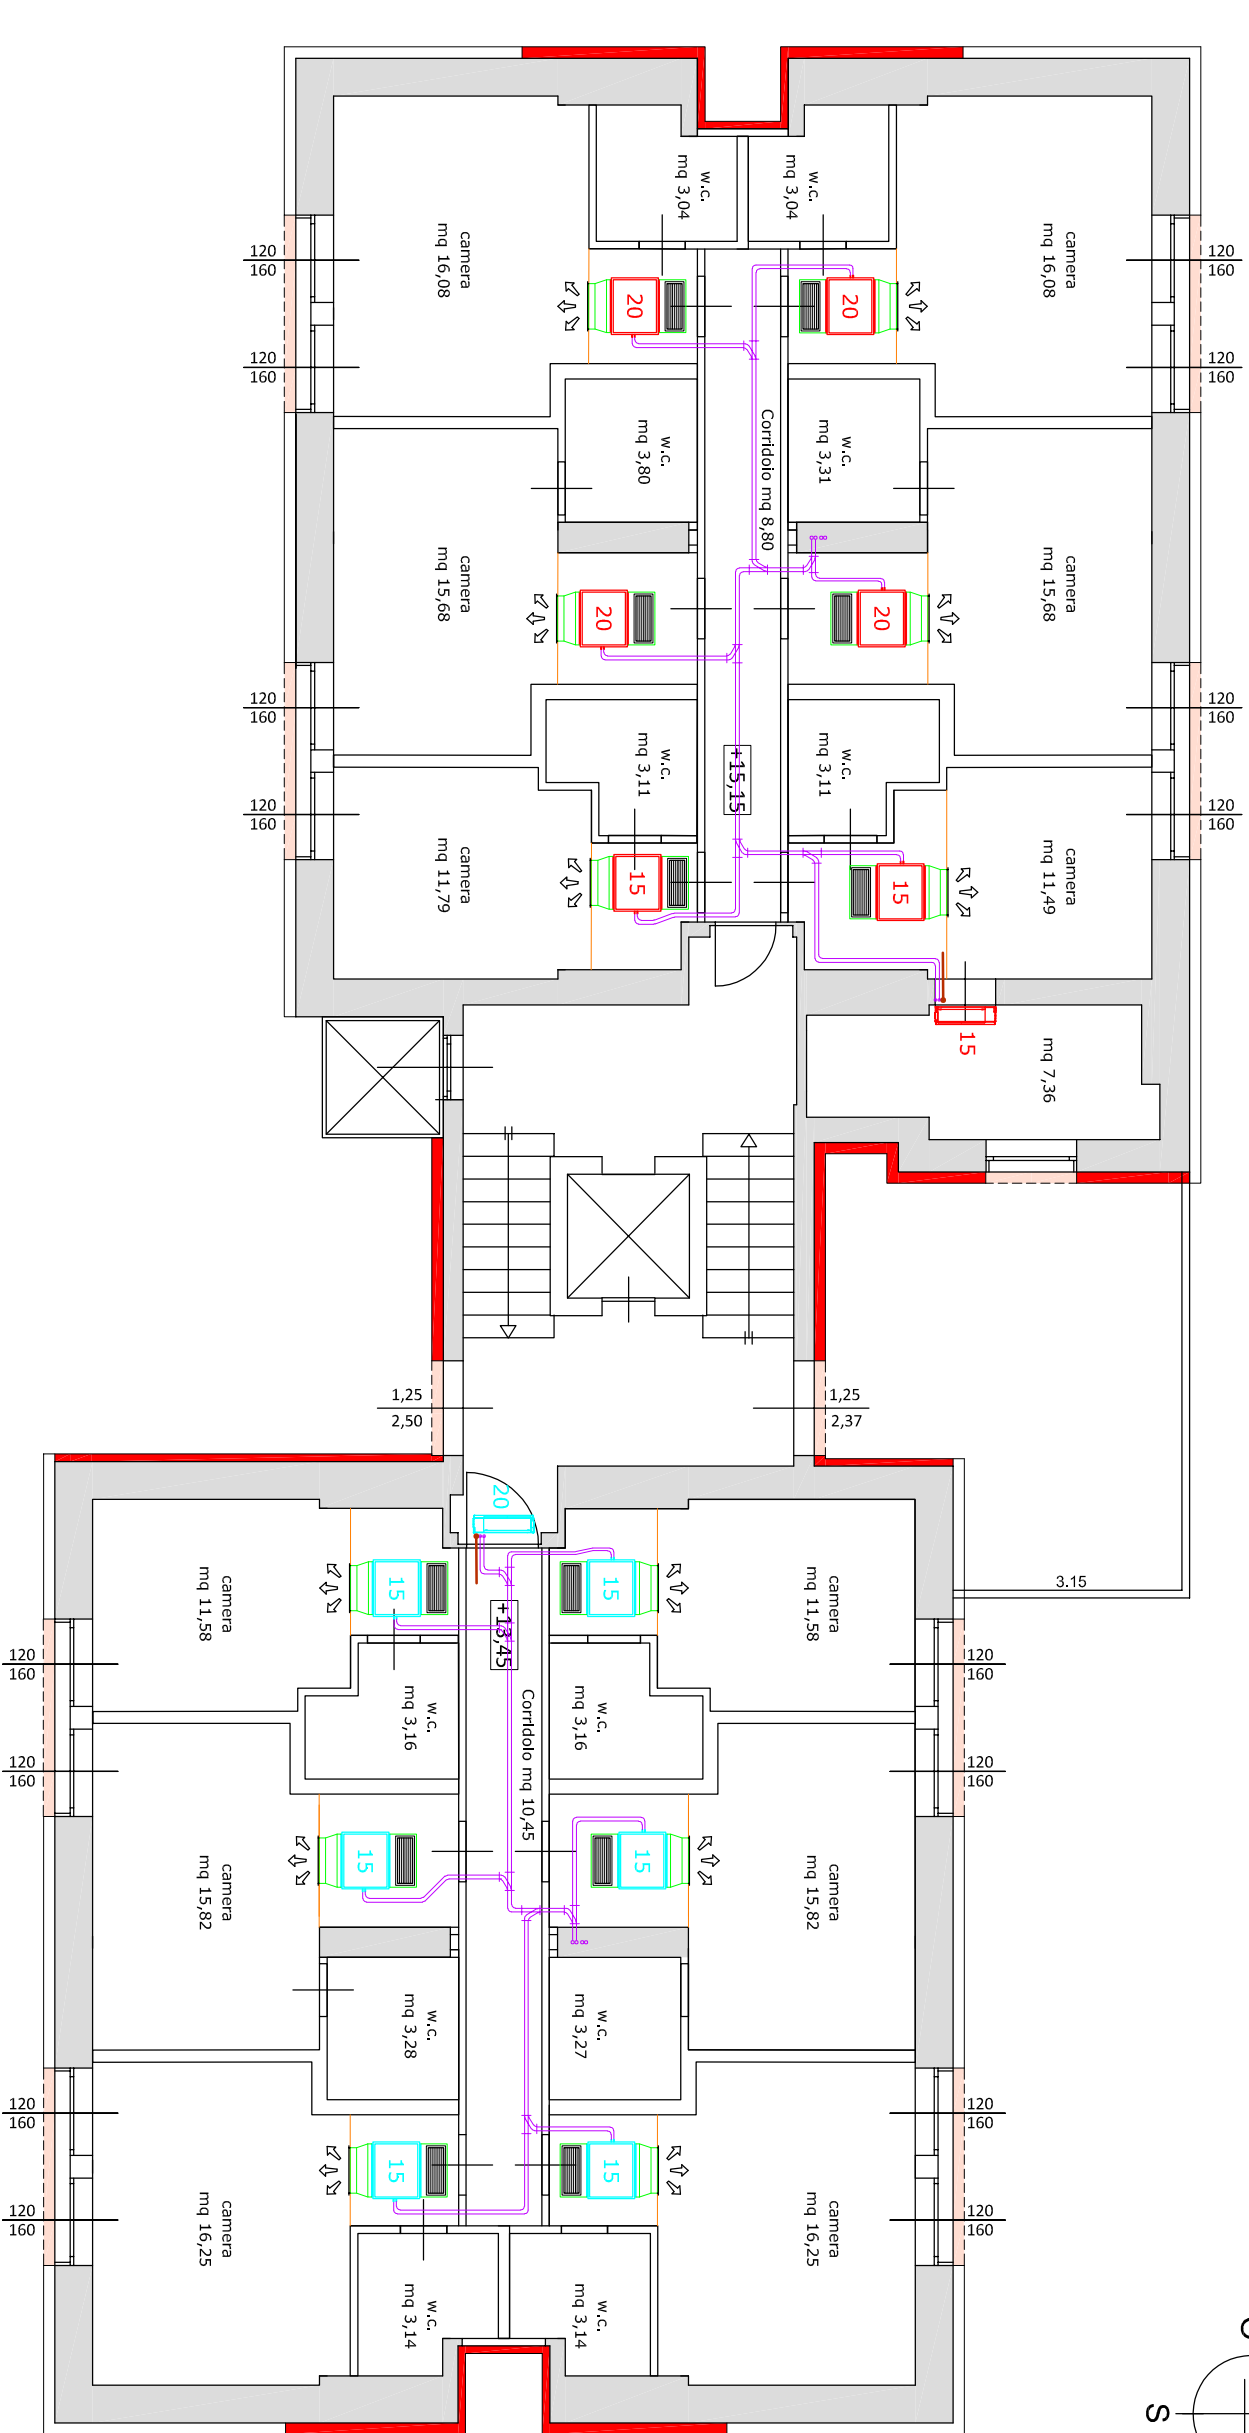 w.c.
mq 3,04
w.c.
mq 3,04
camera
mq 16,08
camera
mq 16,08
120
160
120
160
20
20
120
160
120
160
w.c.
mq 3,80
Corridoio mq 8,80
w.c.
mq 3,31
camera
mq 15,68
camera
mq 15,68
20
20
120
160
120
160
w.c.
mq 3,11
+15,15
w.c.
mq 3,11
120
160
120
160
camera
mq 11,79
15
15
camera
mq 11,49
15
mq 7,36
1,25
2,50
1,25
2,37
20
3.15
camera
mq 11,58
15
15
camera
mq 11,58
+13,45
120
160
120
160
w.c.
mq 3,16
Corridoio mq 10,45
w.c.
mq 3,16
120
160
120
160
camera
mq 15,82
15
15
camera
mq 15,82
w.c.
mq 3,28
w.c.
mq 3,27
120
160
120
160
15
15
camera
mq 16,25
camera
mq 16,25
120
160
120
160
w.c.
mq 3,14
w.c.
mq 3,14
S